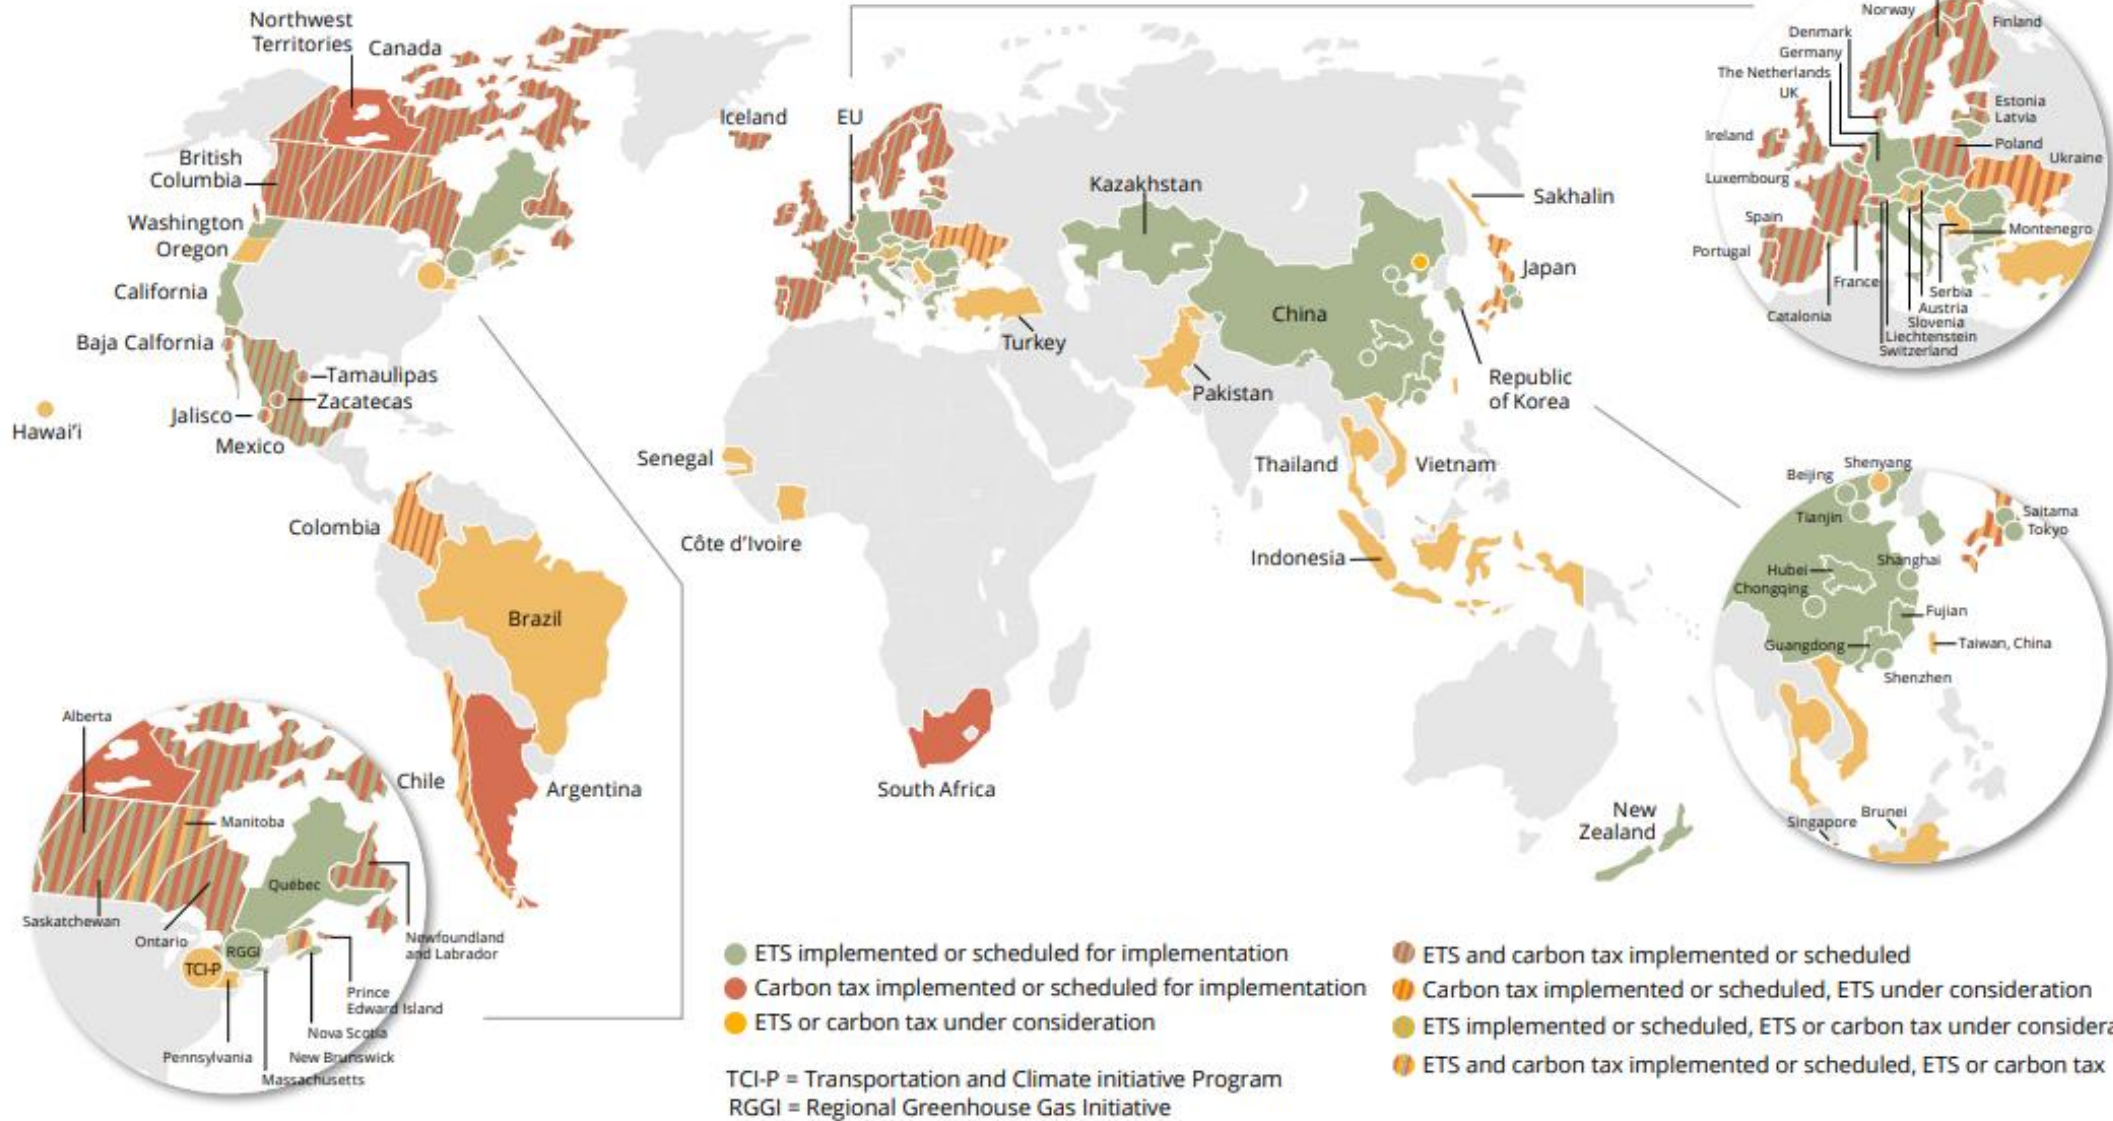 Northwest
Territories
Canada
British
Columbia
Washington
Oregon
California
Baja Calfornia
Tamaulipas
Zacatecas
Jalisco
Mexico
Hawai'i
Colombia
Brazil
Chile
Argentina
Iceland
EU
Kazakhstan
Sakhalin
Japan
China
Turkey
Pakistan
Republic
of Korea
Senegal
Côte d'Ivoire
Thailand
Vietnam
Indonesia
South Africa
New
Zealand
Norway
Finland
Denmark
Germany
The Netherlands
UK
Estonia
Latvia
Ireland
Poland
Ukraine
Luxembourg
Spain
Montenegro
Portugal
France
Serbia
Austria
Catalonia
Slovenia
Liechtenstein
Switzerland
Shenyang
Beijing
Tianjin
Saitama
Tokyo
Shanghai
Hubei
Chongqing
Fujian
Guangdong
Taiwan, China
Shenzhen
Brunei
Singapore
Alberta
Manitoba
Québec
Saskatchewan
Ontario
Newfoundland
and Labrador
RGGI
TCI-P
Prince
Edward Island
Nova Scotia
Pennsylvania
New Brunswick
Massachusetts
ETS implemented or scheduled for implementation
Carbon tax implemented or scheduled for implementation
ETS or carbon tax under consideration
ETS and carbon tax implemented or scheduled
Carbon tax implemented or scheduled, ETS under consideration
ETS implemented or scheduled, ETS or carbon tax under considera
ETS and carbon tax implemented or scheduled, ETS or carbon tax
TCI-P = Transportation and Climate initiative Program
RGGI = Regional Greenhouse Gas Initiative